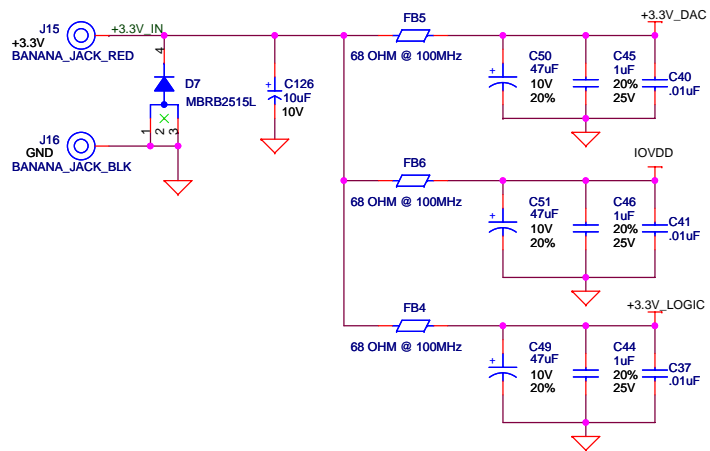 J15
+3.3V
BANANA_JACK_RED
+3.3V_IN
4
D7
MBRB2515L
1
2
3
J16
GND
BANANA_JACK_BLK
+
C126
10uF
10V
FB5
68 OHM @ 100MHz
+3.3V_DAC
+
C50
47uF
10V
20%
C45
1uF
20%
25V
C40
.01uF
FB6
68 OHM @ 100MHz
IOVDD
+
C51
47uF
10V
20%
C46
1uF
20%
25V
C41
.01uF
FB4
68 OHM @ 100MHz
+3.3V_LOGIC
+
C49
47uF
10V
20%
C44
1uF
20%
25V
C37
.01uF